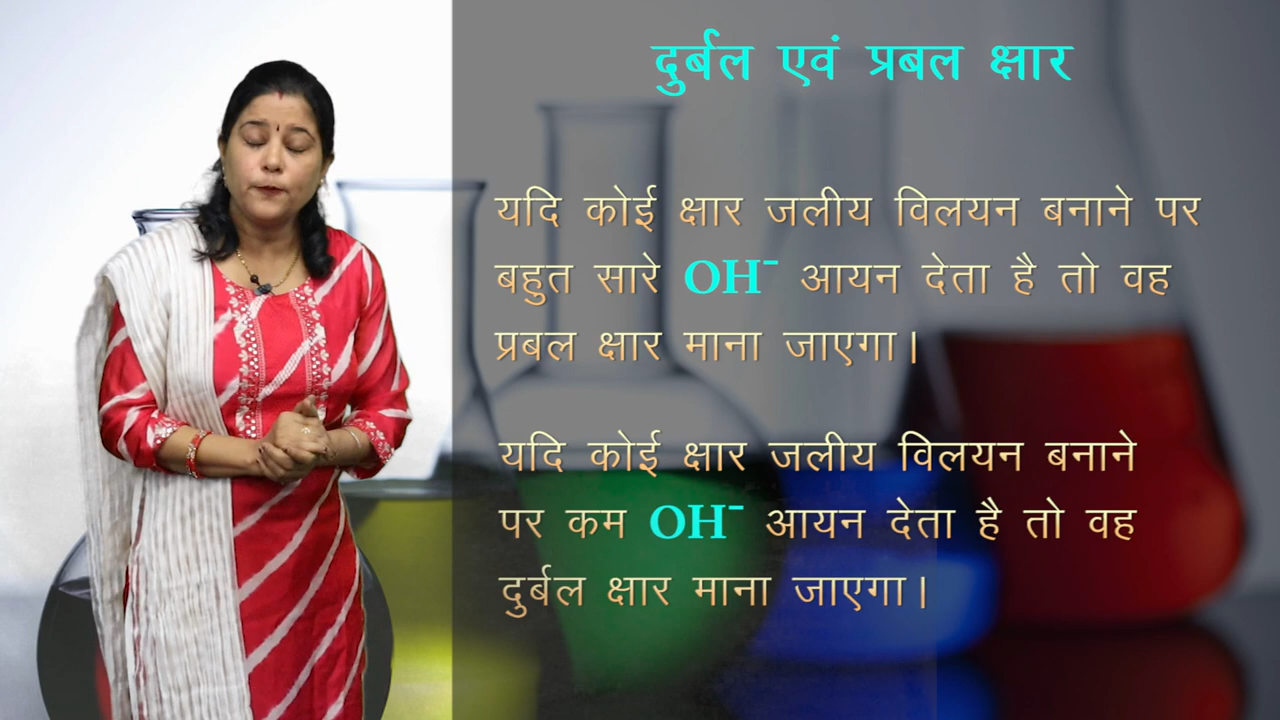 दुर्बल एवं प्रबल क्षार
यदि कोई क्षार जलीय विलयन बनाने पर
बहुत सारे OH⁻ आयन देता है तो वह
प्रबल क्षार माना जाएगा।
यदि कोई क्षार जलीय विलयन बनाने
पर कम OH⁻ आयन देता है तो वह
दुर्बल क्षार माना जाएगा।